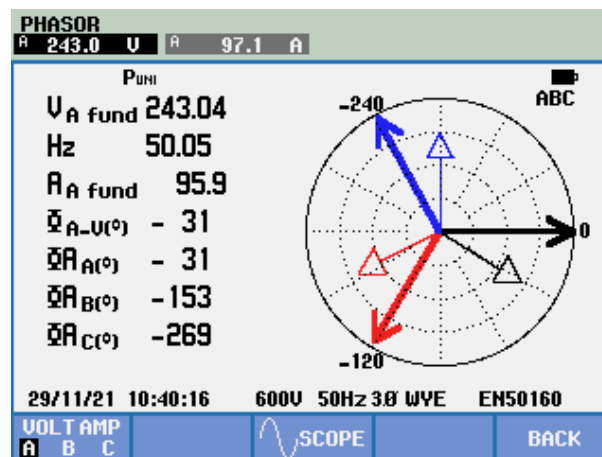 PHASOR
A 243.0 V A 97.1 A
PUNI
ABC
VA fund 243.04
Hz 50.05
AA fund 95.9
ΦA-V(°) - 31
ΦAA(°) - 31
ΦAB(°) -153
ΦAC(°) -269
-240
0
-120
29/11/21 10:40:16 600V 50Hz 3Ø WYE EN50160
VOLT AMP
A B C
SCOPE
BACK